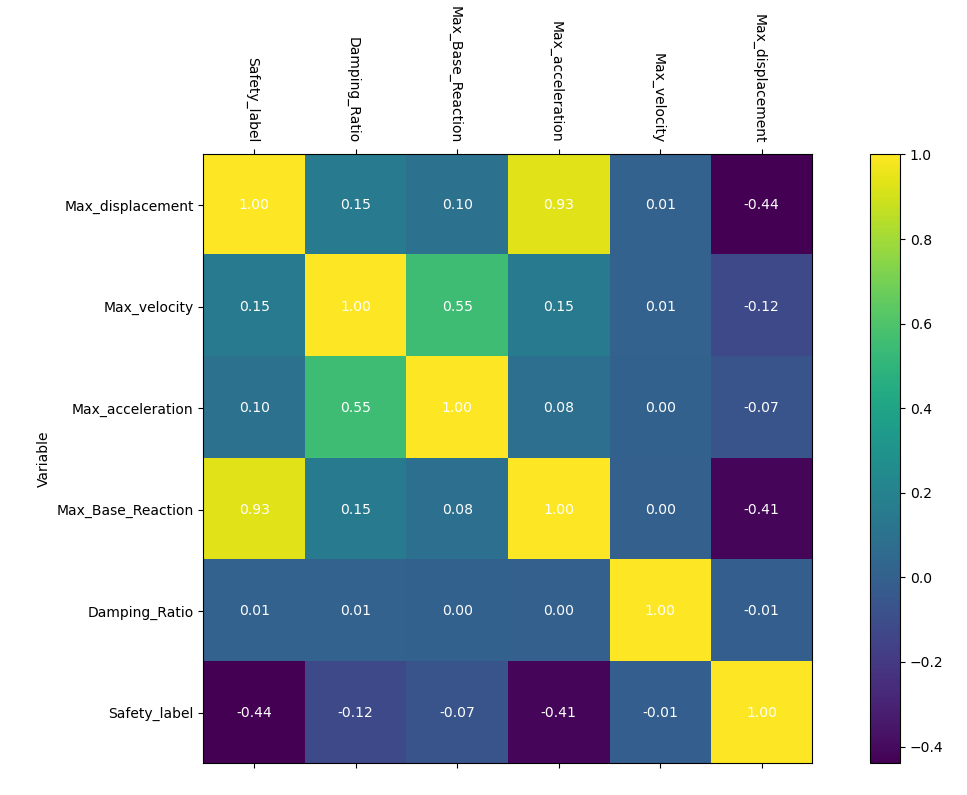 Safety_label Damping_Ratio Max_Base_Reaction Max_acceleration Max_velocity Max_displacement
Variable
Max_displacement 1.00 0.15 0.10 0.93 0.01 -0.44
Max_velocity 0.15 1.00 0.55 0.15 0.01 -0.12
Max_acceleration 0.10 0.55 1.00 0.08 0.00 -0.07
Max_Base_Reaction 0.93 0.15 0.08 1.00 0.00 -0.41
Damping_Ratio 0.01 0.01 0.00 0.00 1.00 -0.01
Safety_label -0.44 -0.12 -0.07 -0.41 -0.01 1.00
1.0
0.8
0.6
0.4
0.2
0.0
−0.2
−0.4